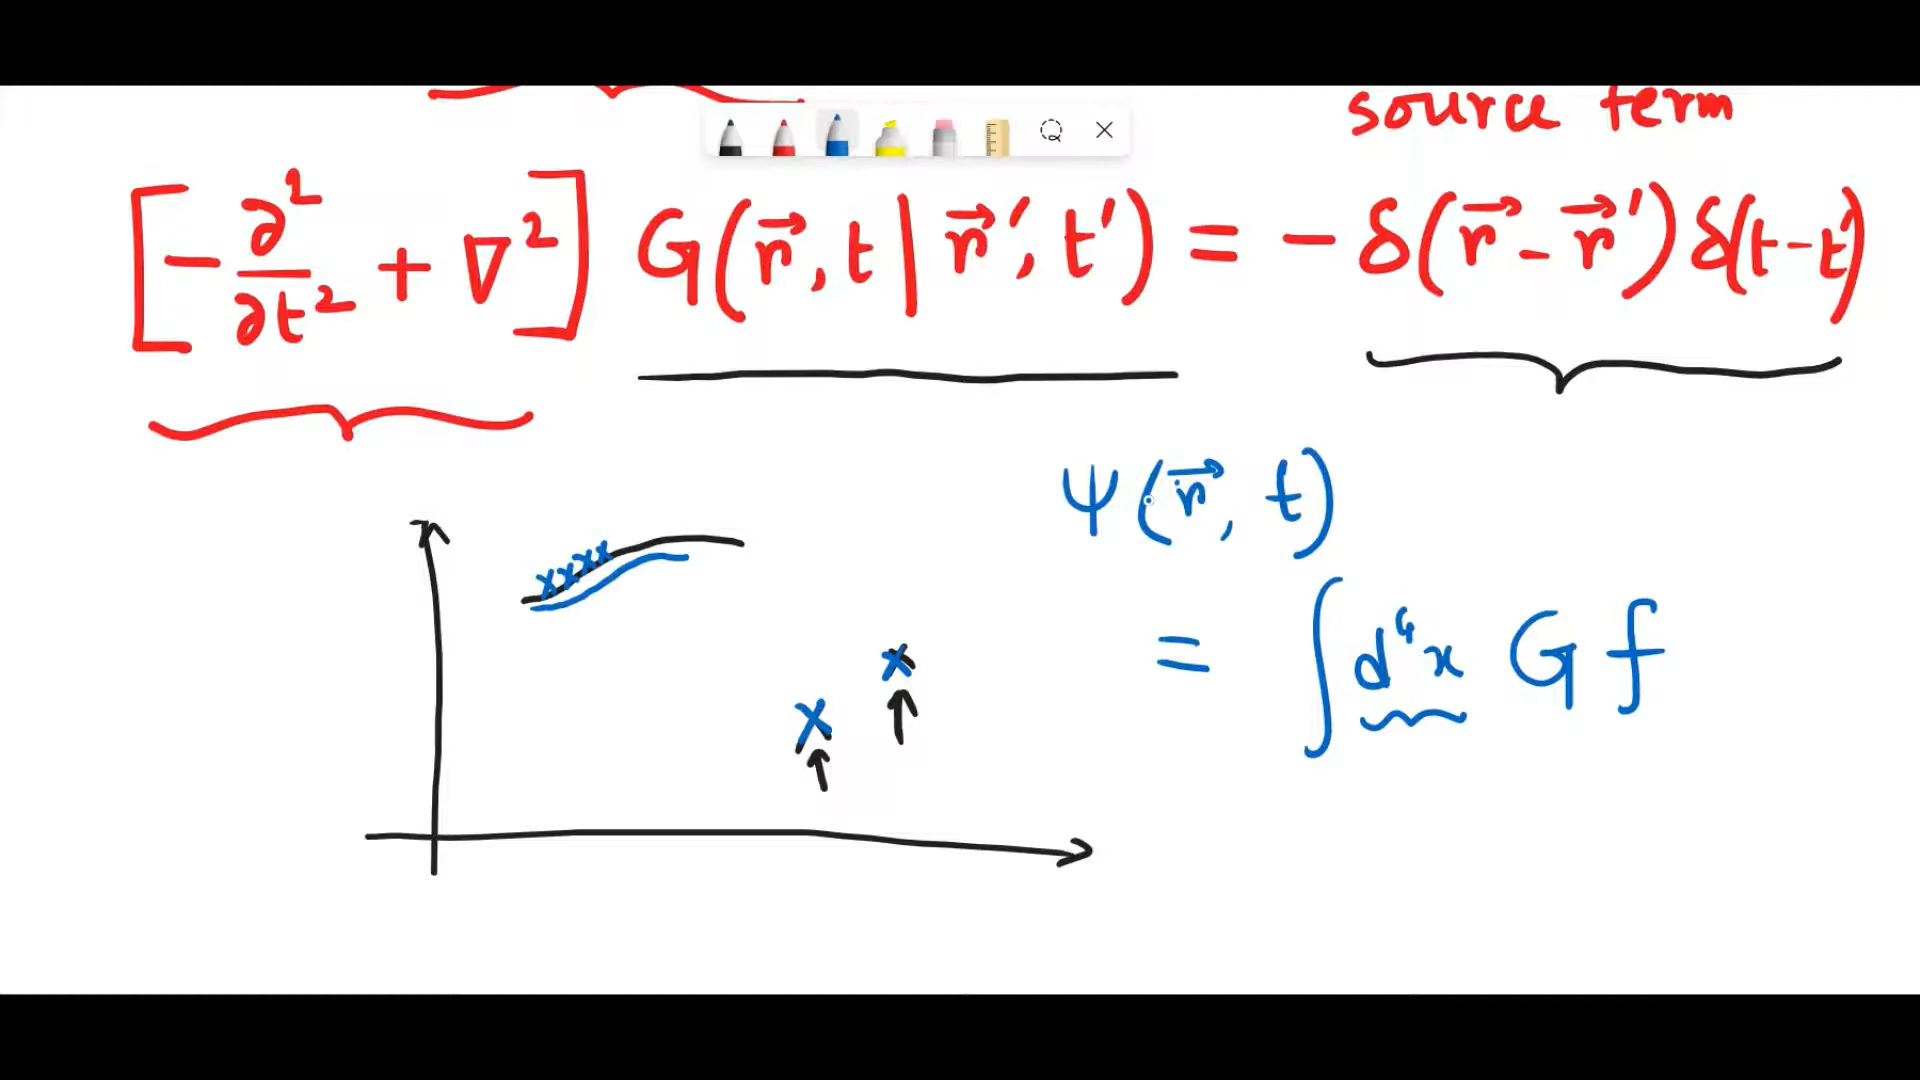 source term
[-∂²/∂t² + ∇²] G(r⃗, t | r⃗', t') = - δ(r⃗ - r⃗') δ(t - t')
ψ(r⃗, t)
= ∫ d⁴x G f
x x x x
x
x